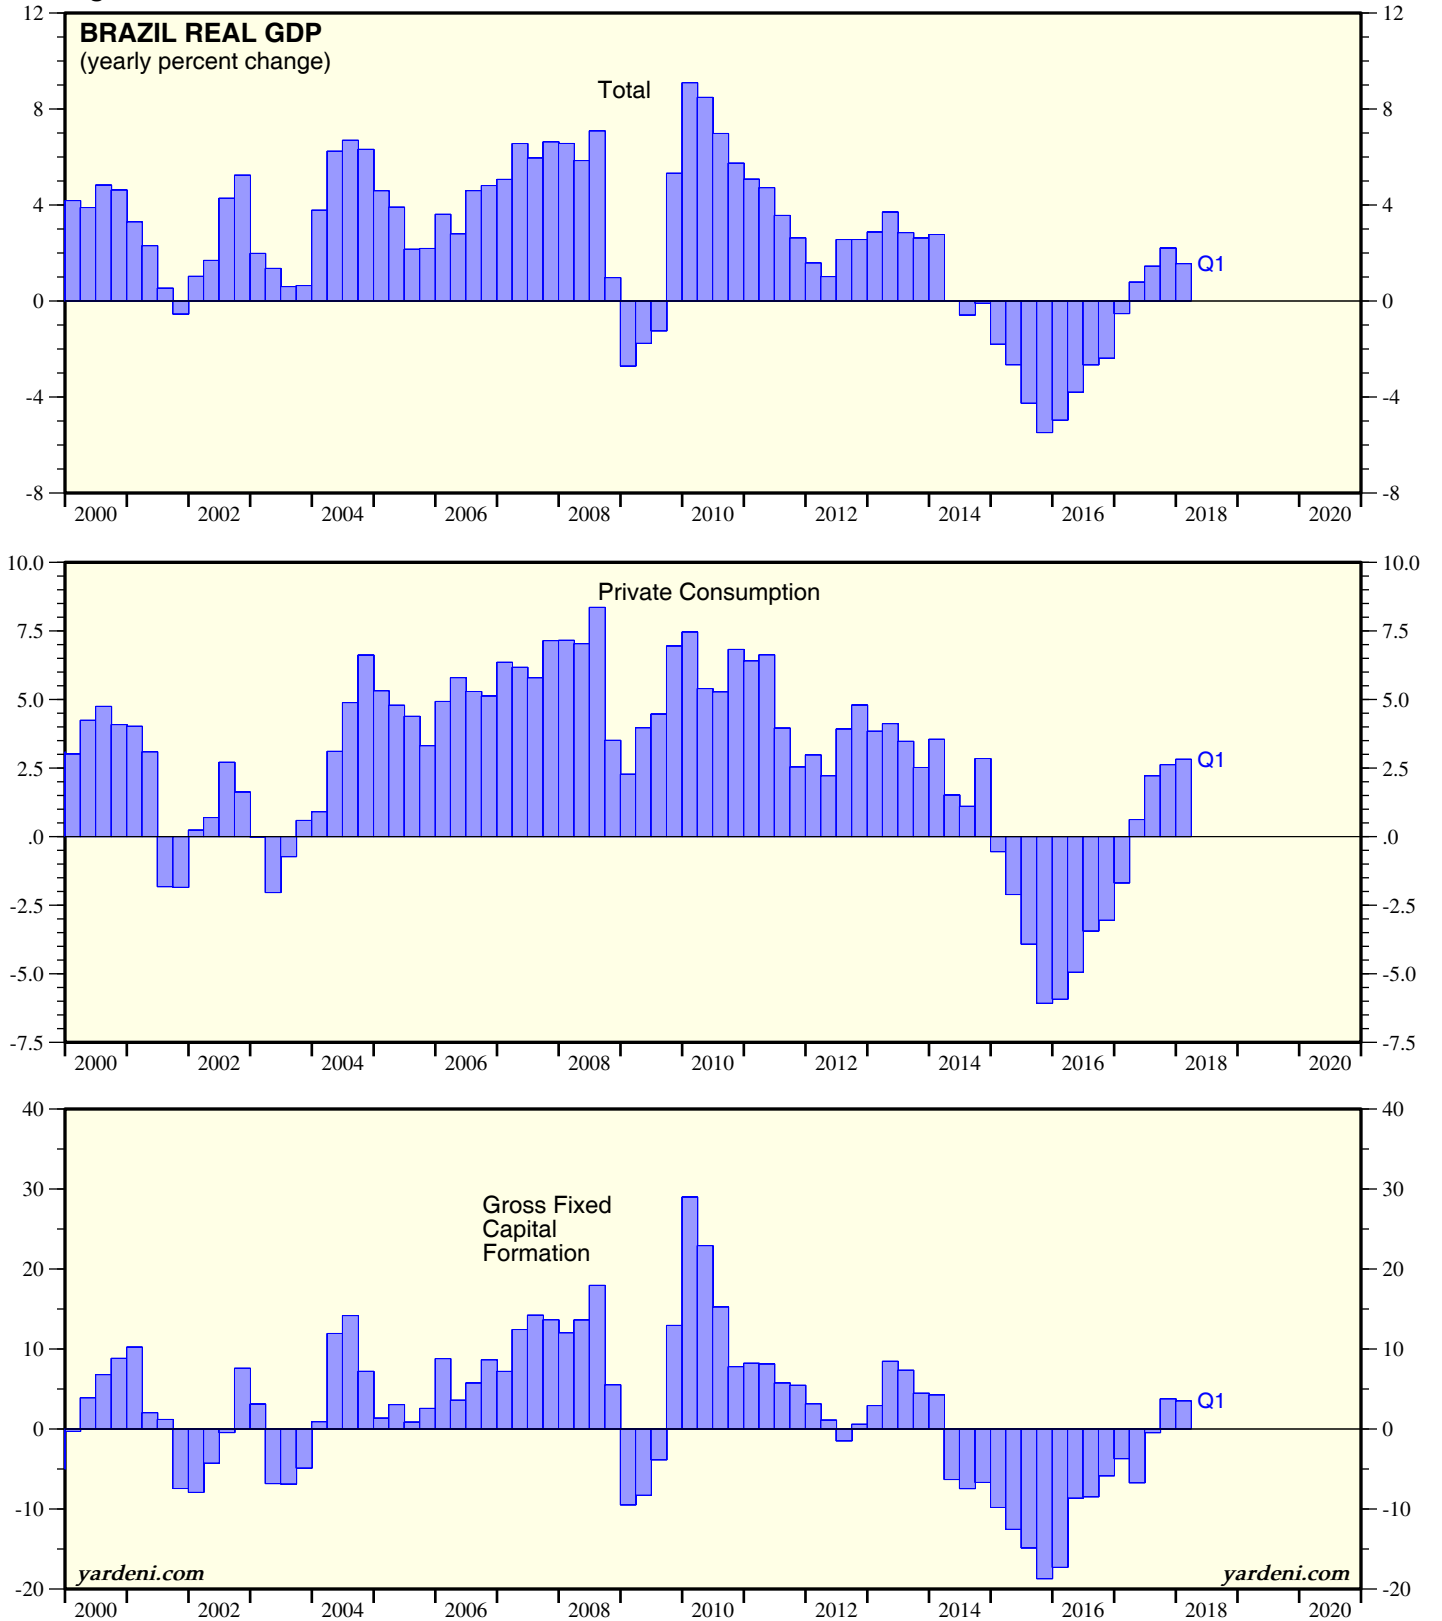 12 12
BRAZIL REAL GDP
(yearly percent change)
Total
8 8
4 4
Q1
0 0
-4 -4
-8 -8
2000 2002 2004 2006 2008 2010 2012 2014 2016 2018 2020
10.0 10.0
Private Consumption
7.5 7.5
5.0 5.0
2.5 2.5
Q1
.0 .0
-2.5 -2.5
-5.0 -5.0
-7.5 -7.5
2000 2002 2004 2006 2008 2010 2012 2014 2016 2018 2020
40 40
30 30
Gross Fixed
Capital
Formation
20 20
10 10
Q1
0 0
-10 -10
yardeni.com yardeni.com
-20 -20
2000 2002 2004 2006 2008 2010 2012 2014 2016 2018 2020